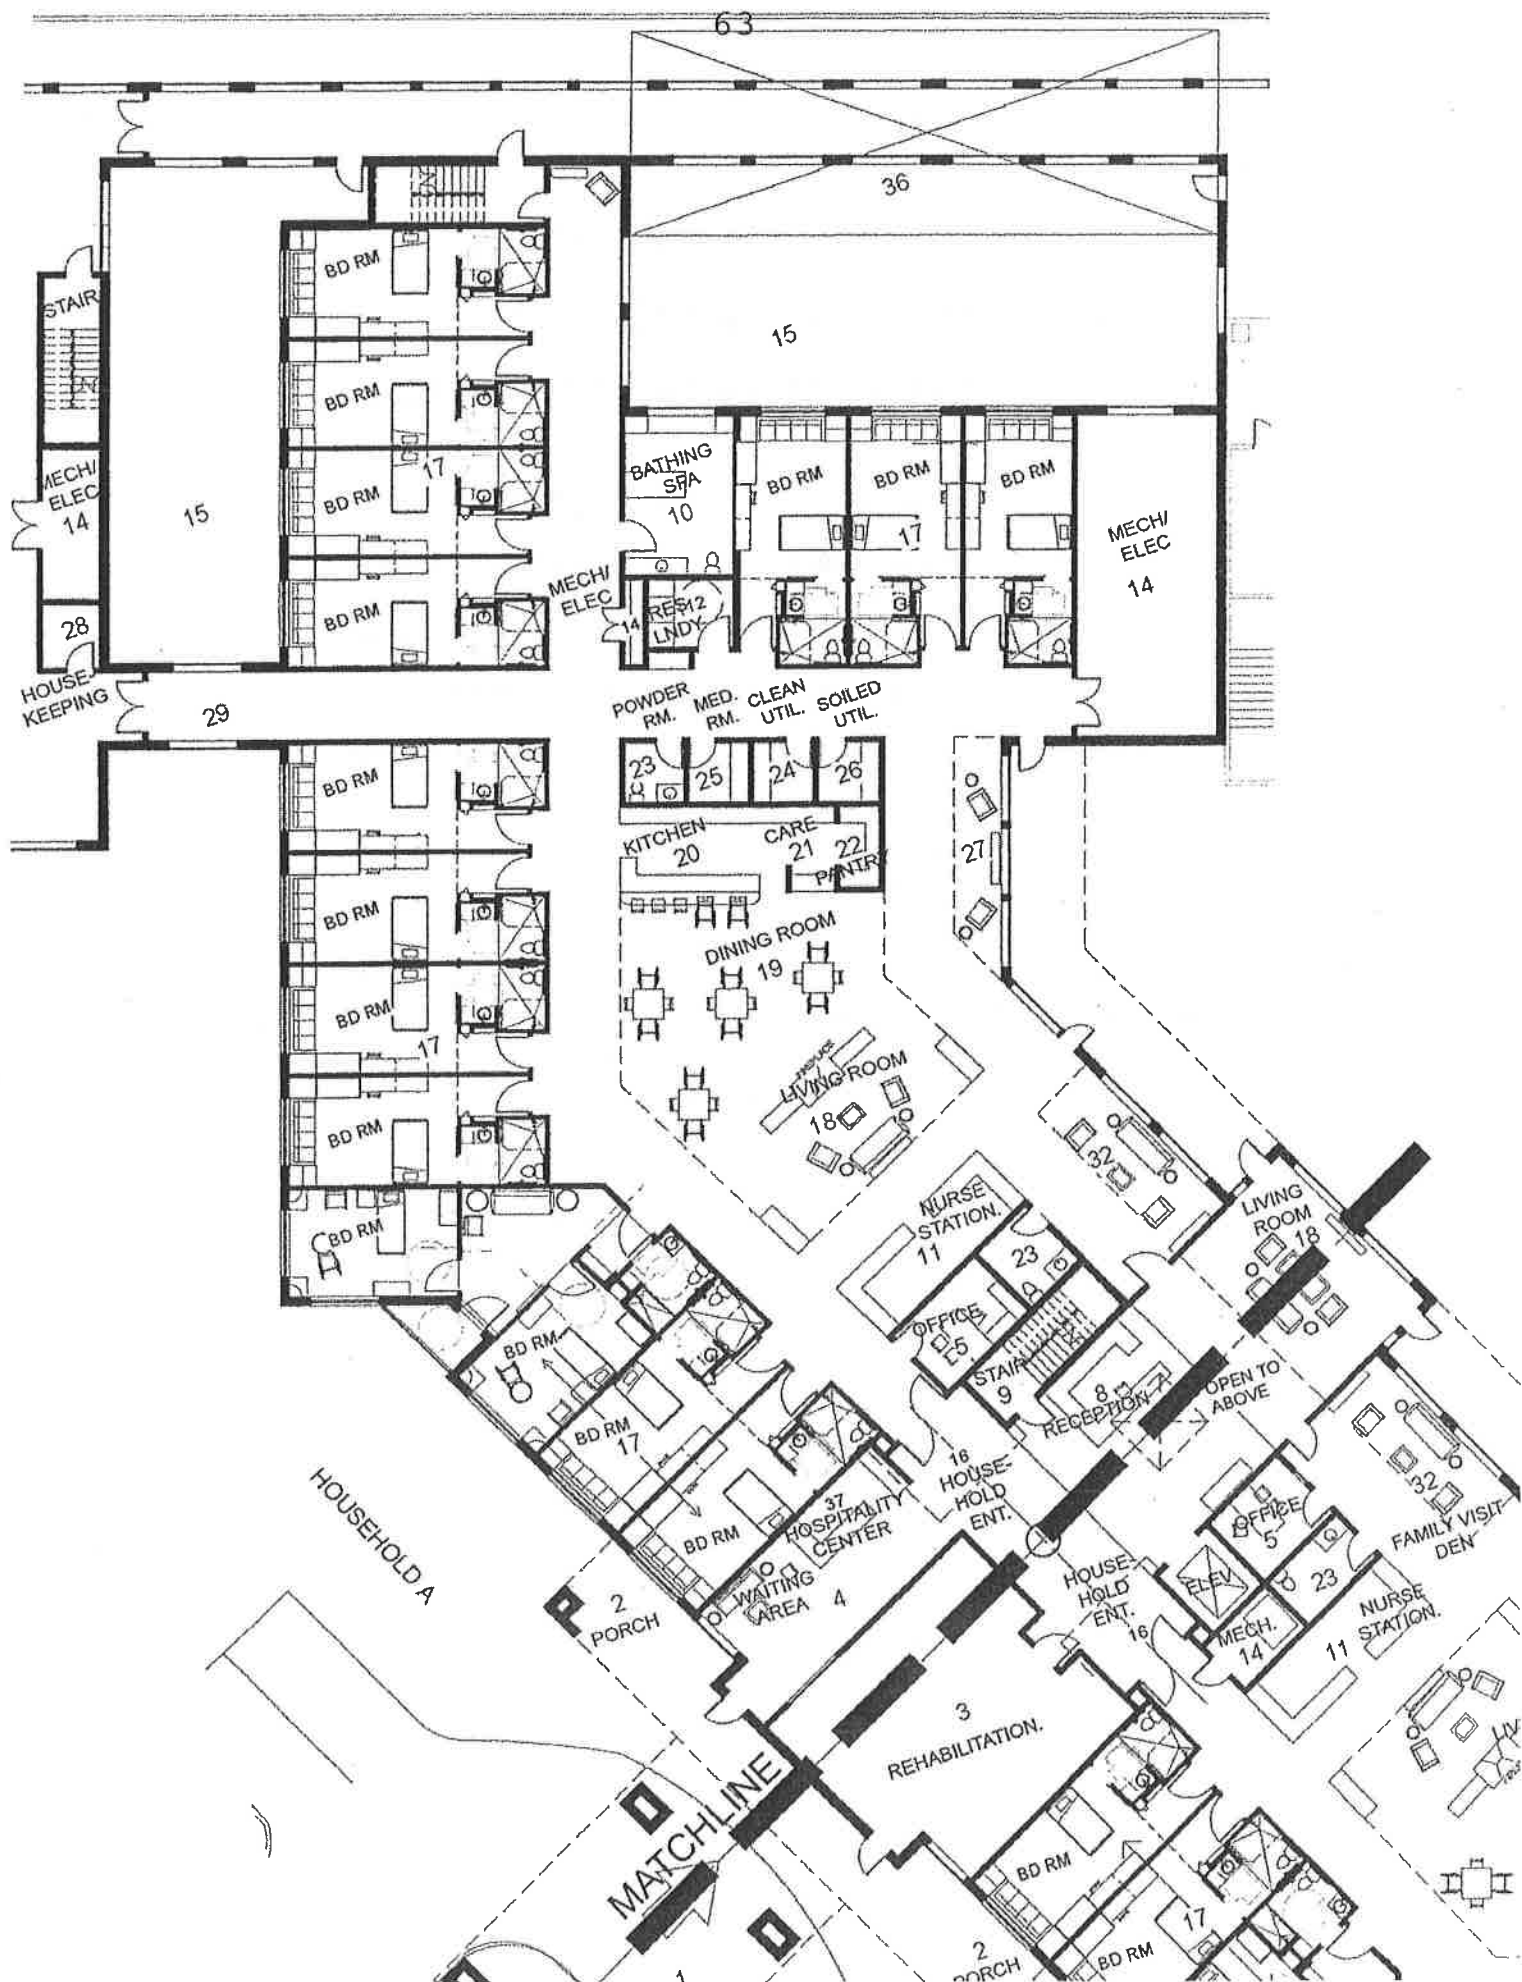 63
36
BD RM
STAIR
15
BD RM
BATHING
SPA
10
BD RM
BD RM
BD RM
17
MECH/
ELEC
14
15
BD RM
17
17
MECH/
ELEC
14
BD RM
MECH/
ELEC
14
RES. 12
LNDY.
28
HOUSE-
KEEPING
29
POWDER
RM.
MED.
RM.
CLEAN
UTIL.
SOILED
UTIL.
BD RM
23
25
24
26
KITCHEN
20
CARE
21
22
PANTRY
27
BD RM
DINING ROOM
19
BD RM
17
FIREPLACE
LIVING ROOM
18
BD RM
32
NURSE
STATION.
11
LIVING
ROOM
18
BD RM
23
OFFICE
5
BD RM.
STAIR
9
8
RECEPTION
OPEN TO
ABOVE
BD RM
17
16
HOUSE-
HOLD
ENT.
37
HOSPITALITY
CENTER
BD RM
HOUSEHOLD A
32
FAMILY VISIT
DEN
OFFICE
5
ELEV
23
HOUSE-
HOLD
ENT.
16
WAITING
AREA 4
2
PORCH
NURSE
STATION.
11
MECH.
14
3
REHABILITATION.
LIV
MATCHLINE
BD RM
17
BD RM
2
PORCH
1